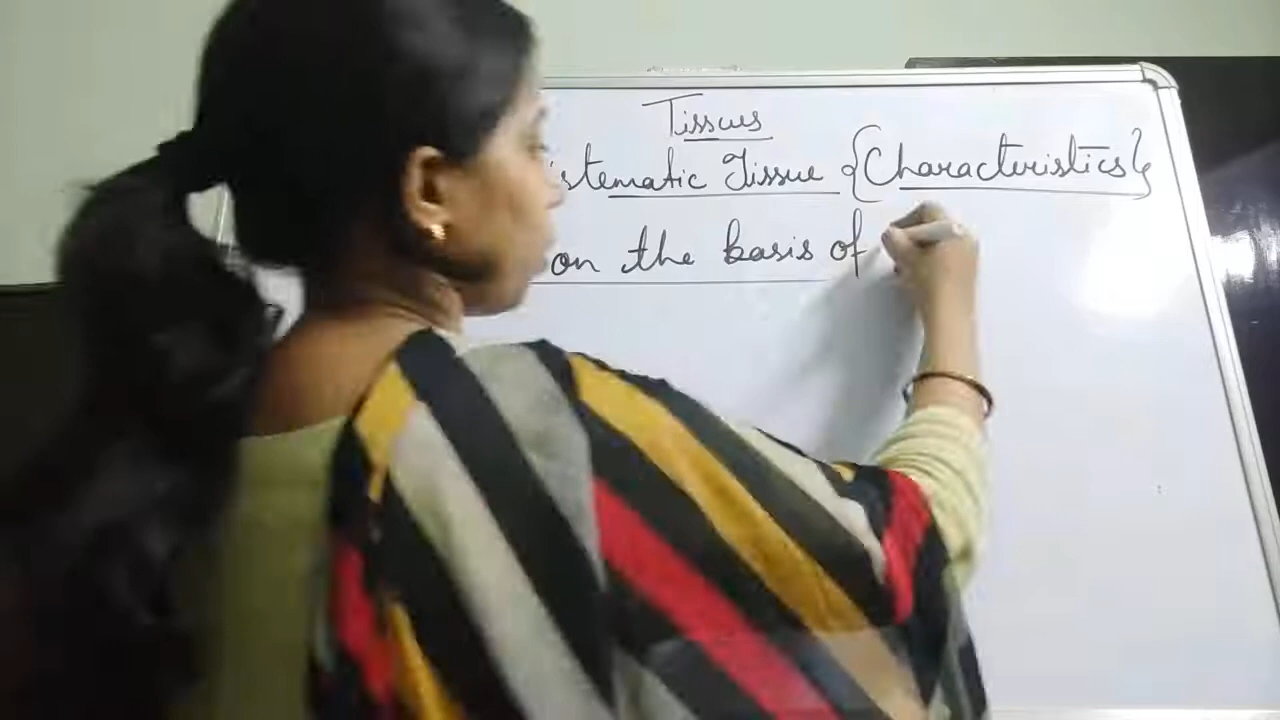 Tissues
istematic Tissue {Characteristics}
on the basis of